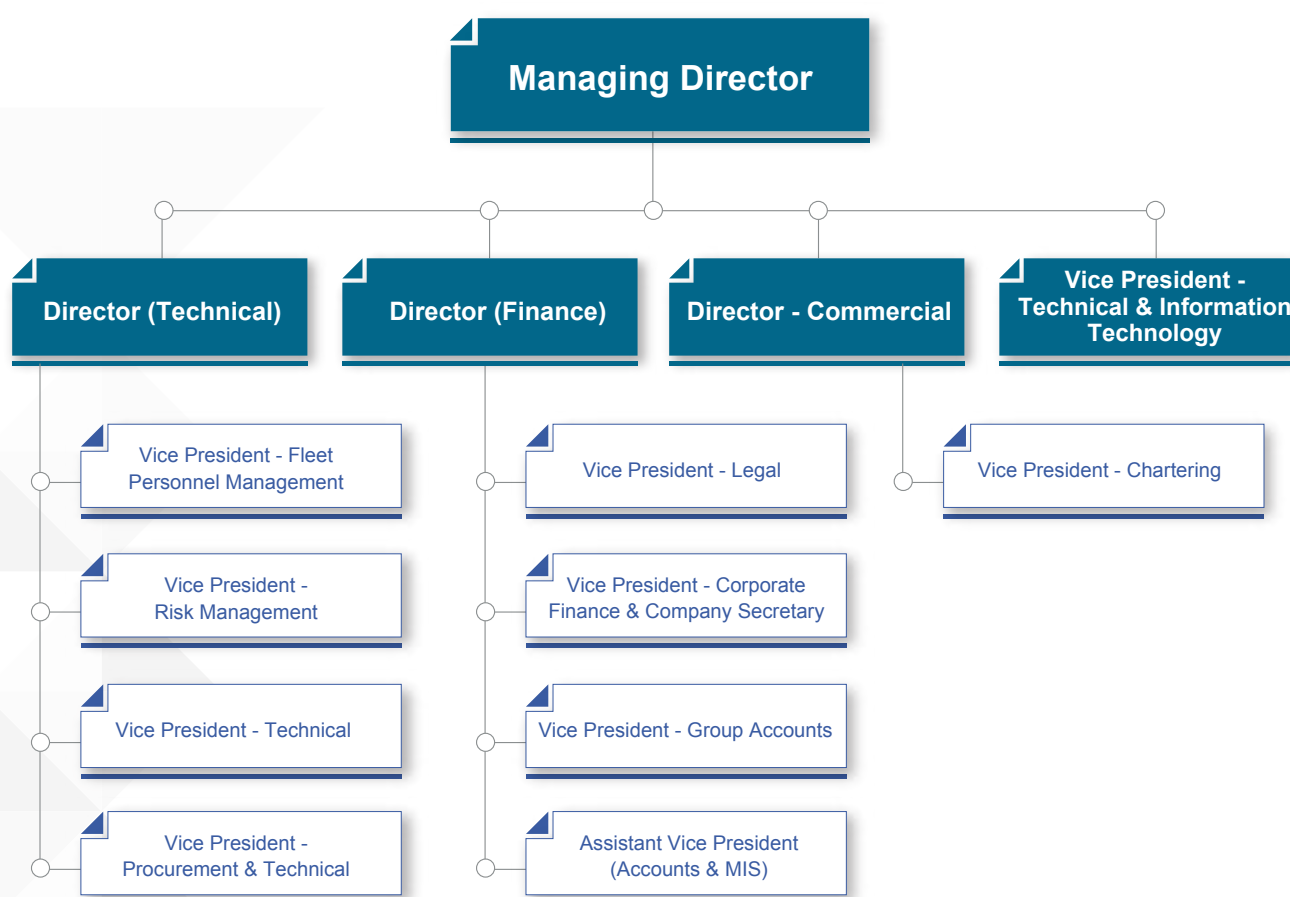 Managing Director
Director (Technical)
Director (Finance)
Director - Commercial
Vice President -
Technical & Information
Technology
Vice President - Fleet
Personnel Management
Vice President - Legal
Vice President - Chartering
Vice President -
Risk Management
Vice President - Corporate
Finance & Company Secretary
Vice President - Technical
Vice President - Group Accounts
Vice President -
Procurement & Technical
Assistant Vice President
(Accounts & MIS)